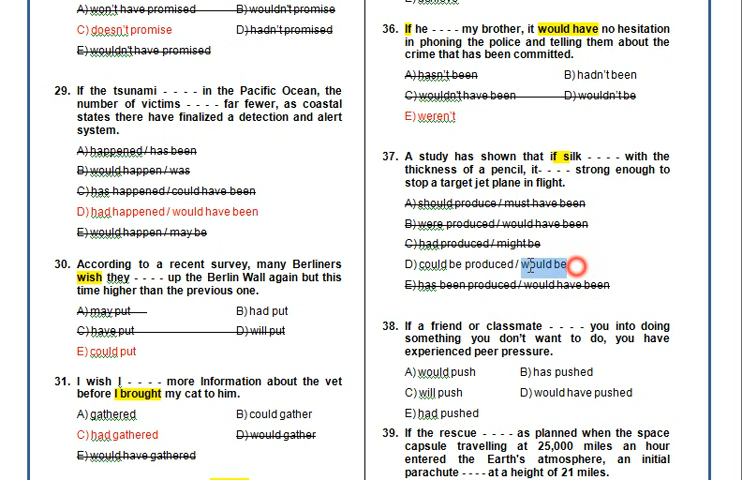 A) won't have promised B) wouldn't promise
C) doesn't promise D) hadn't promised
E) wouldn't have promised
29. If the tsunami - - - - in the Pacific Ocean, the
number of victims - - - - far fewer, as coastal
states there have finalized a detection and alert
system.
A) happened / has been
B) would happen / was
C) has happened / could have been
D) had happened / would have been
E) would happen / may be
30. According to a recent survey, many Berliners
wish they - - - - up the Berlin Wall again but this
time higher than the previous one.
A) may put B) had put
C) have put D) will put
E) could put
31. I wish I - - - - more Information about the vet
before I brought my cat to him.
A) gathered B) could gather
C) had gathered D) would gather
E) would have gathered
36. If he - - - - my brother, it would have no hesitation
in phoning the police and telling them about the
crime that has been committed.
A) hasn't been B) hadn't been
C) wouldn't have been D) wouldn't be
E) weren't
37. A study has shown that if silk - - - - with the
thickness of a pencil, it- - - - strong enough to
stop a target jet plane in flight.
A) should produce / must have been
B) were produced / would have been
C) had produced / might be
D) could be produced / would be
E) has been produced / would have been
38. If a friend or classmate - - - - you into doing
something you don't want to do, you have
experienced peer pressure.
A) would push B) has pushed
C) will push D) would have pushed
E) had pushed
39. If the rescue - - - - as planned when the space
capsule travelling at 25,000 miles an hour
entered the Earth's atmosphere, an initial
parachute - - - - at a height of 21 miles.